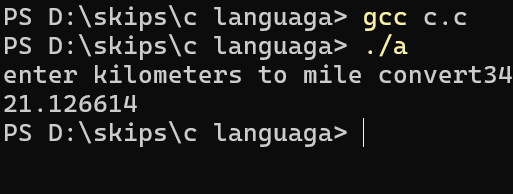 PS D:\skips\c languaga> gcc c.c
PS D:\skips\c languaga> ./a
enter kilometers to mile convert34
21.126614
PS D:\skips\c languaga>